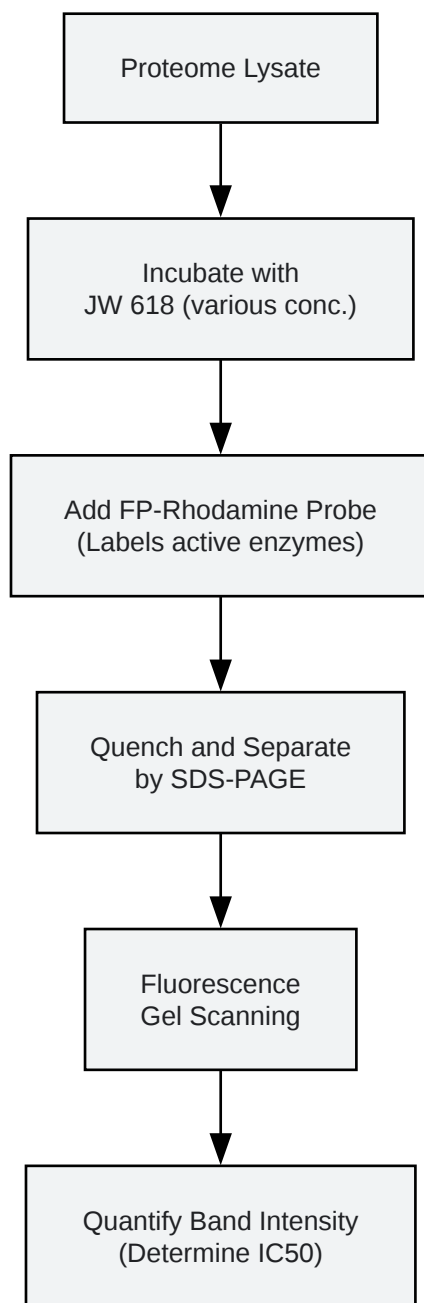 Proteome Lysate
Incubate with
JW 618 (various conc.)
Add FP-Rhodamine Probe
(Labels active enzymes)
Quench and Separate
by SDS-PAGE
Fluorescence
Gel Scanning
Quantify Band Intensity
(Determine IC50)